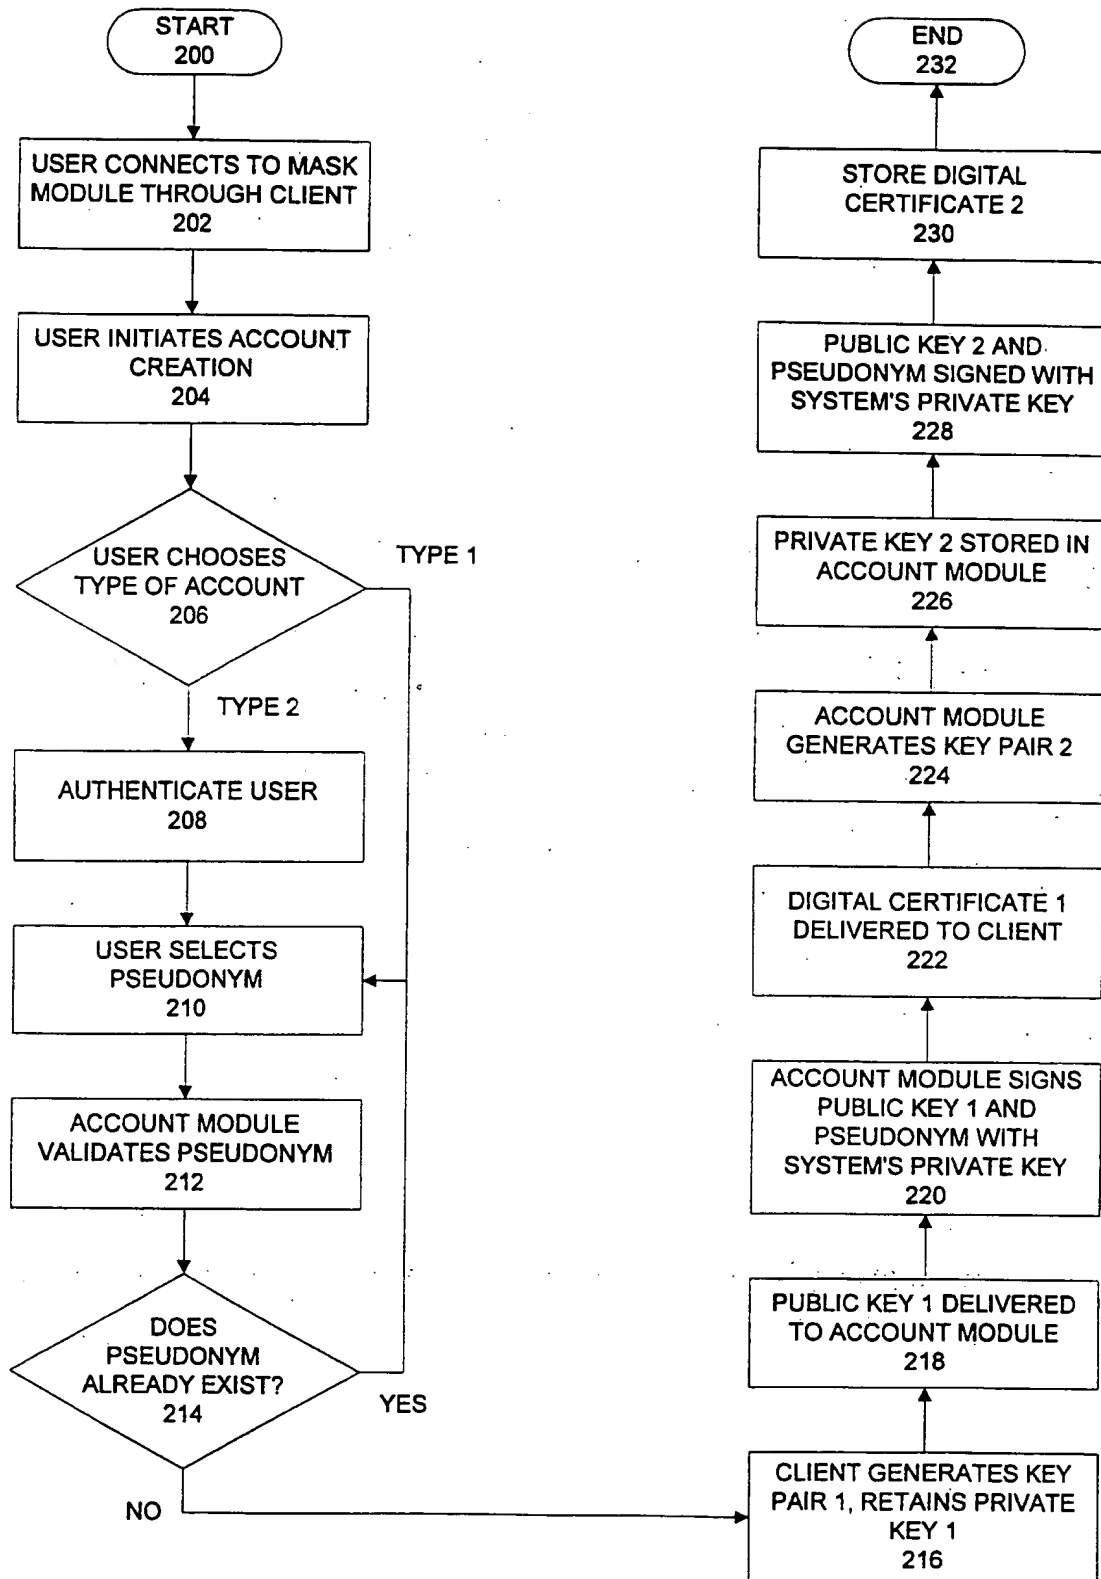 START
200
USER CONNECTS TO MASK
MODULE THROUGH CLIENT
202
USER INITIATES ACCOUNT
CREATION
204
USER CHOOSES
TYPE OF ACCOUNT
206
TYPE 1
TYPE 2
AUTHENTICATE USER
208
USER SELECTS
PSEUDONYM
210
ACCOUNT MODULE
VALIDATES PSEUDONYM
212
DOES
PSEUDONYM
ALREADY EXIST?
214
YES
NO
CLIENT GENERATES KEY
PAIR 1, RETAINS PRIVATE
KEY 1
216
PUBLIC KEY 1 DELIVERED
TO ACCOUNT MODULE
218
ACCOUNT MODULE SIGNS
PUBLIC KEY 1 AND
PSEUDONYM WITH
SYSTEM'S PRIVATE KEY
220
DIGITAL CERTIFICATE 1
DELIVERED TO CLIENT
222
ACCOUNT MODULE
GENERATES KEY PAIR 2
224
PRIVATE KEY 2 STORED IN
ACCOUNT MODULE
226
PUBLIC KEY 2 AND
PSEUDONYM SIGNED WITH
SYSTEM'S PRIVATE KEY
228
STORE DIGITAL
CERTIFICATE 2
230
END
232